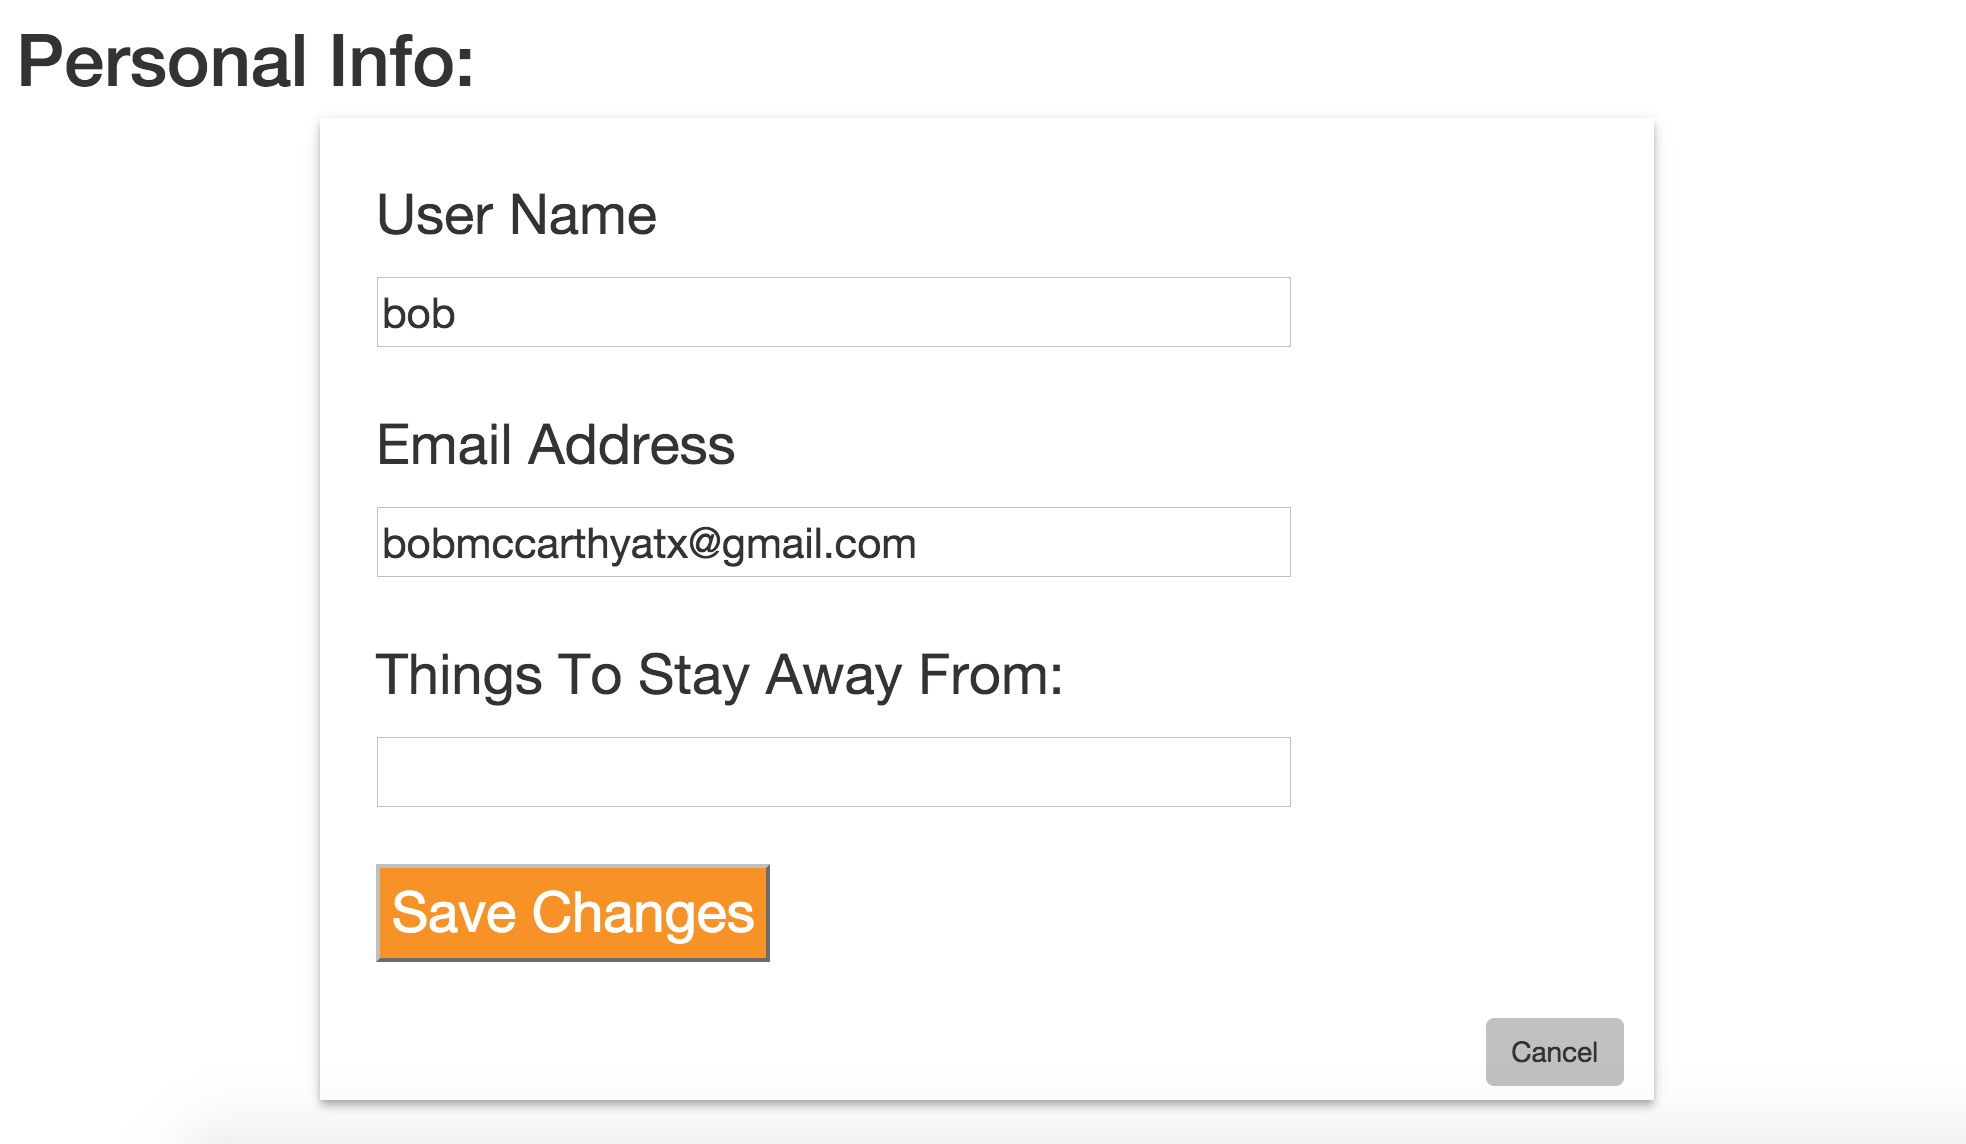 Personal Info:
User Name
bob
Email Address
bobmccarthyatx@gmail.com
Things To Stay Away From:
Save Changes
Cancel